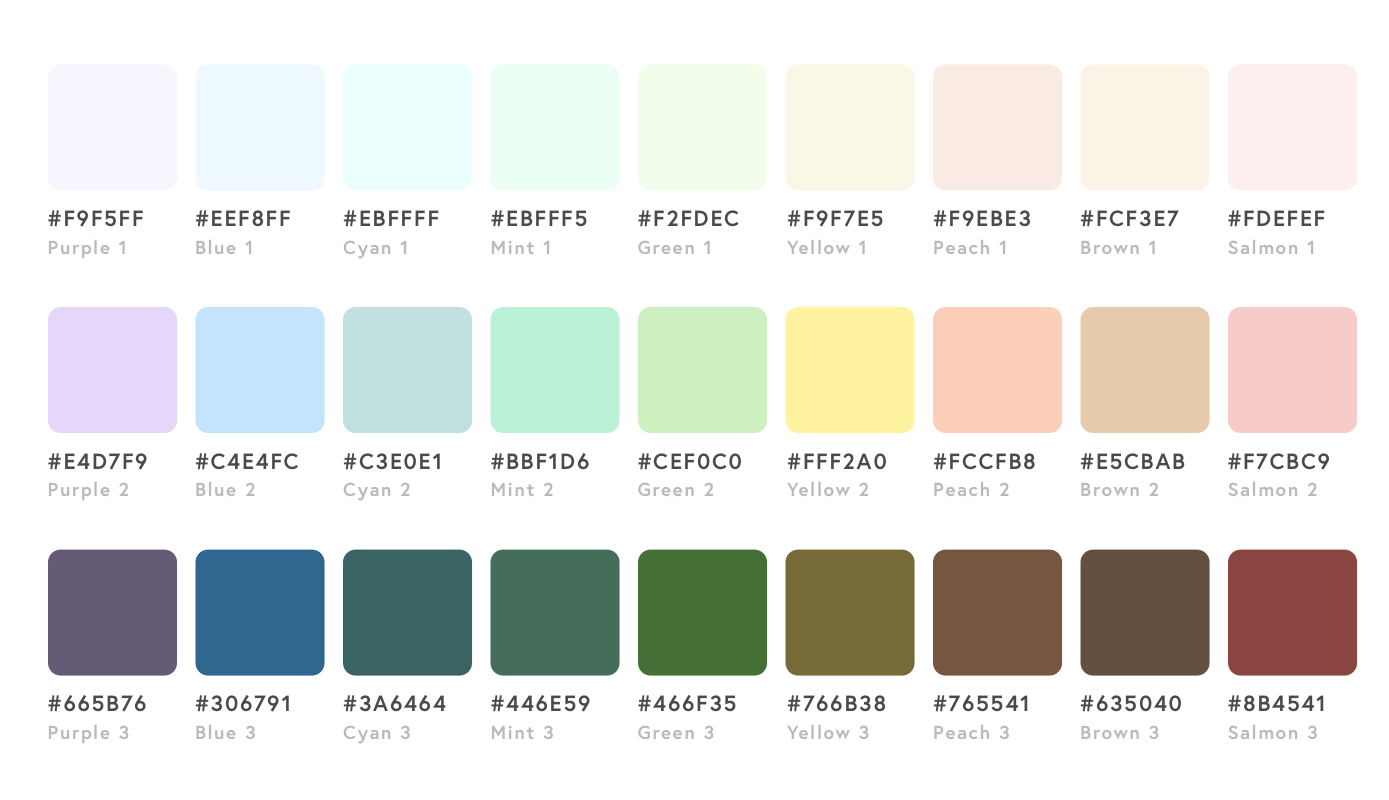 #F9F5FF #EEF8FF #EBFFFF #EBFFF5 #F2FDEC #F9F7E5 #F9EBE3 #FCF3E7 #FDEFEF
Purple 1 Blue 1 Cyan 1 Mint 1 Green 1 Yellow 1 Peach 1 Brown 1 Salmon 1
#E4D7F9 #C4E4FC #C3E0E1 #BBF1D6 #CEF0C0 #FFF2A0 #FCCFB8 #E5CBAB #F7CBC9
Purple 2 Blue 2 Cyan 2 Mint 2 Green 2 Yellow 2 Peach 2 Brown 2 Salmon 2
#665B76 #306791 #3A6464 #446E59 #466F35 #766B38 #765541 #635040 #8B4541
Purple 3 Blue 3 Cyan 3 Mint 3 Green 3 Yellow 3 Peach 3 Brown 3 Salmon 3